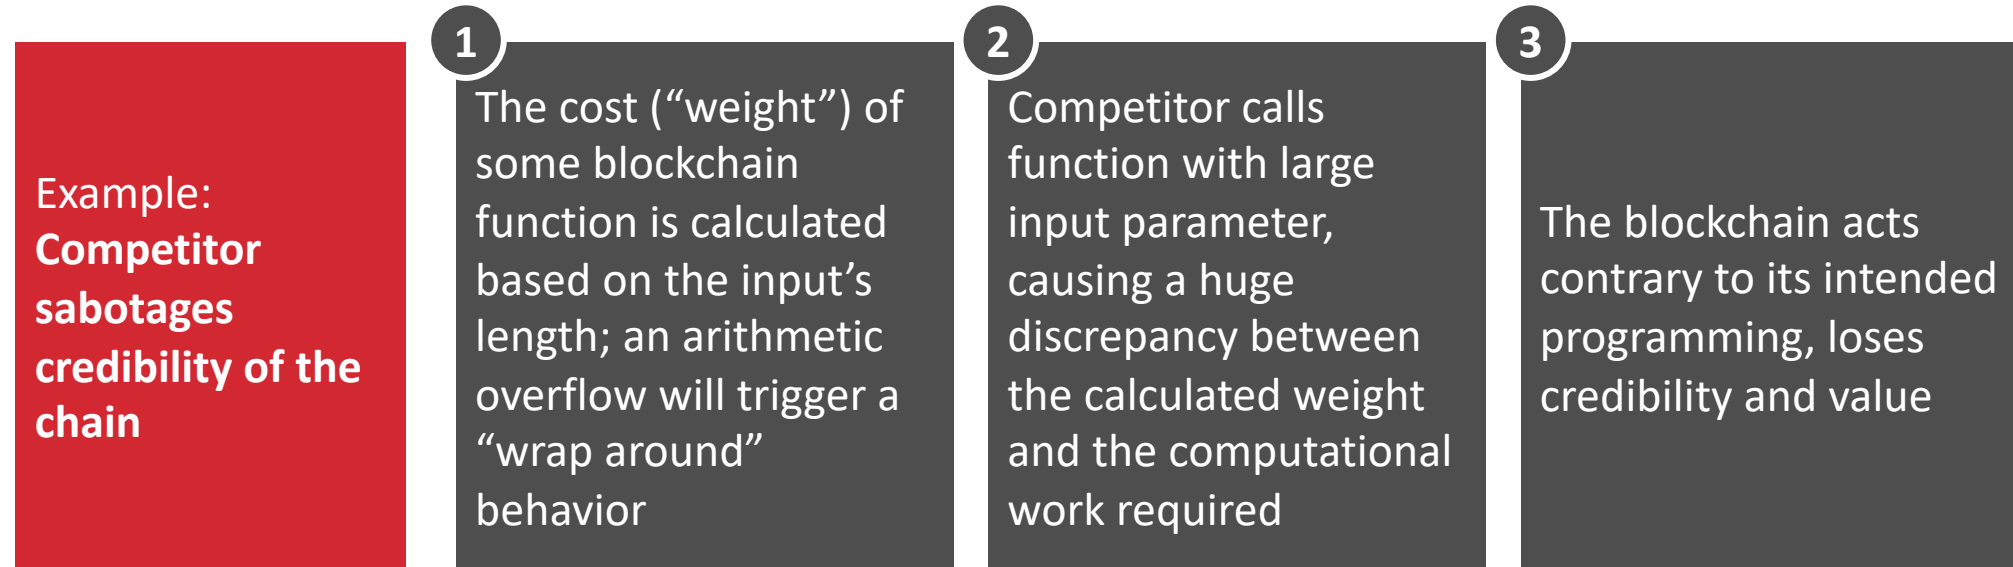 Example:
Competitor
sabotages
credibility of the
chain
1
The cost (“weight”) of
some blockchain
function is calculated
based on the input’s
length; an arithmetic
overflow will trigger a
“wrap around”
behavior
2
Competitor calls
function with large
input parameter,
causing a huge
discrepancy between
the calculated weight
and the computational
work required
3
The blockchain acts
contrary to its intended
programming, loses
credibility and value